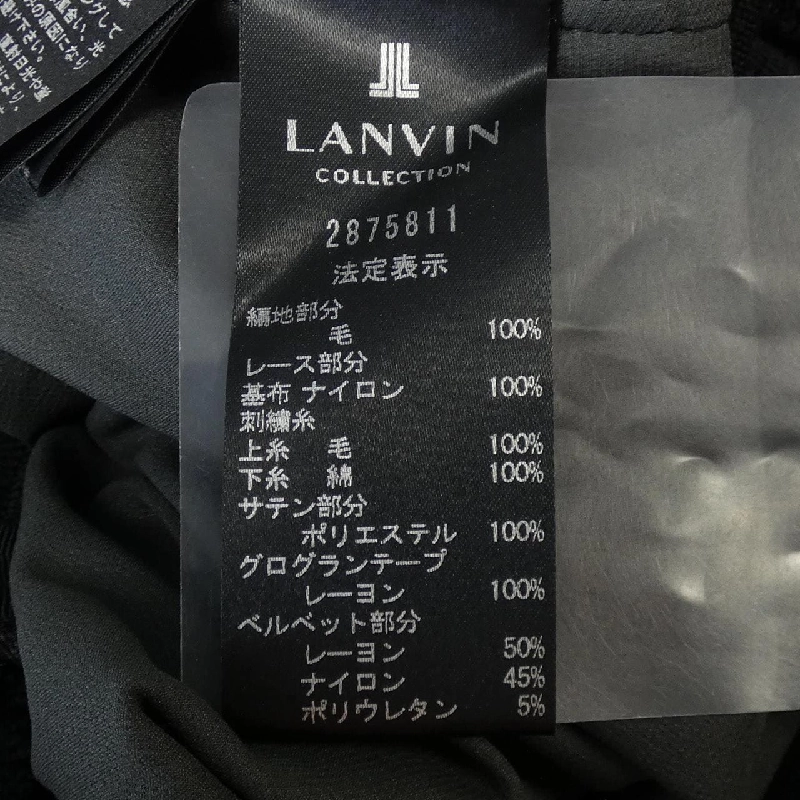 LANVIN
COLLECTION
2875811
法定表示
編地部分
毛 100%
レース部分
基布 ナイロン 100%
刺繍糸
上糸 毛 100%
下糸 綿 100%
サテン部分
ポリエステル 100%
グログランテープ
レーヨン 100%
ベルベット部分
レーヨン 50%
ナイロン 45%
ポリウレタン 5%